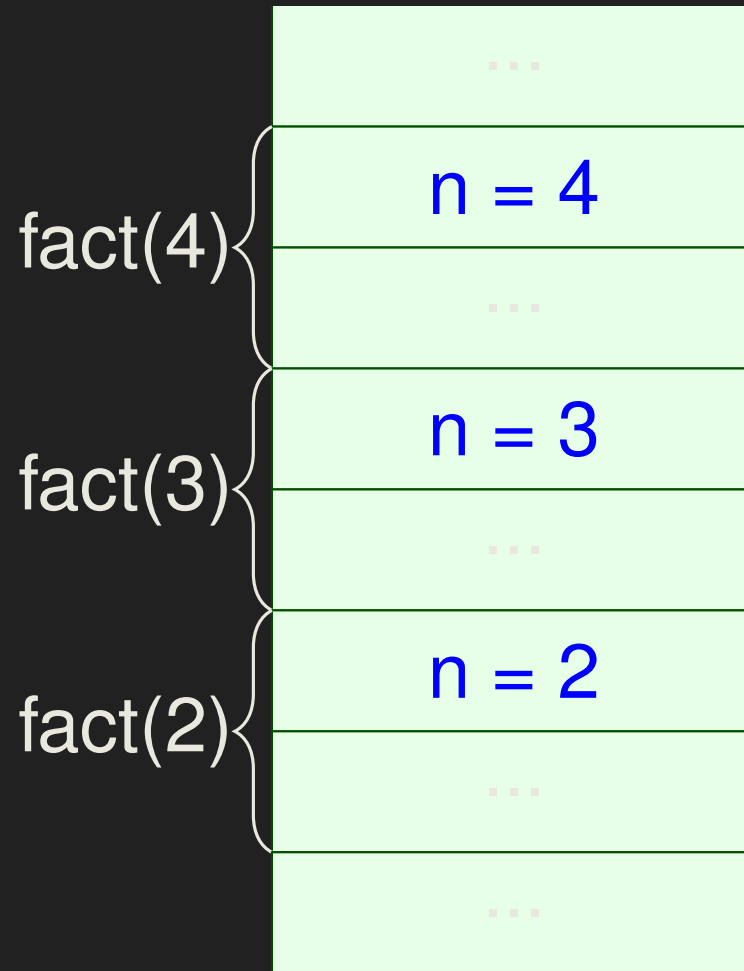 ...
n = 4
fact(4)
...
n = 3
fact(3)
...
n = 2
fact(2)
...
...